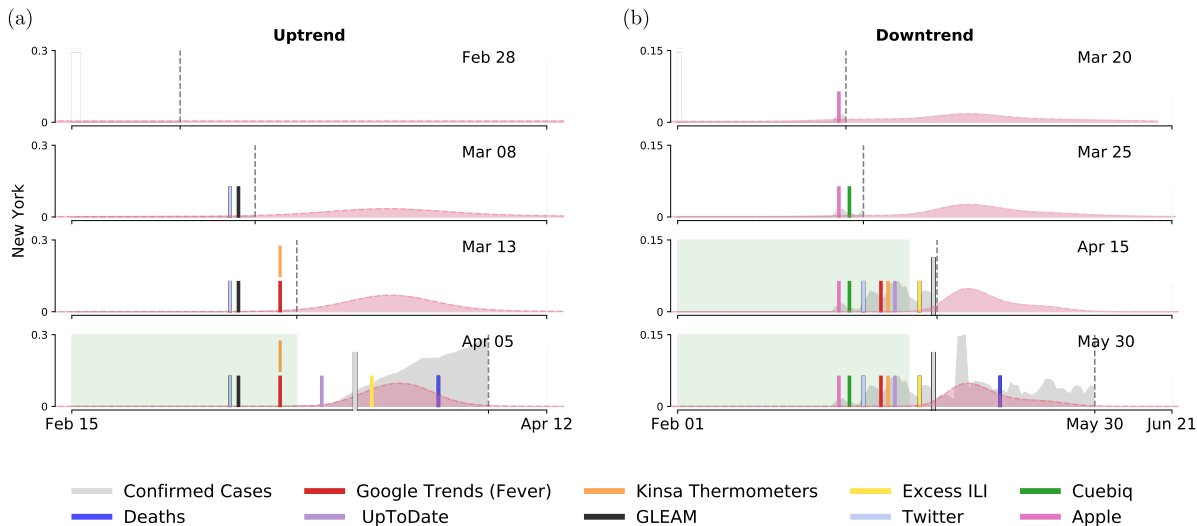 (a)
(b)
Uptrend
Downtrend
New York
0.3
0
Feb 28
0.15
0
Mar 20
0.3
0
Mar 08
0.15
0
Mar 25
0.3
0
Mar 13
0.15
0
Apr 15
0.3
0
Apr 05
0.15
0
May 30
Feb 15
Apr 12
Feb 01
May 30
Jun 21
Confirmed Cases
Google Trends (Fever)
Kinsa Thermometers
Excess ILI
Cuebiq
Deaths
UpToDate
GLEAM
Twitter
Apple